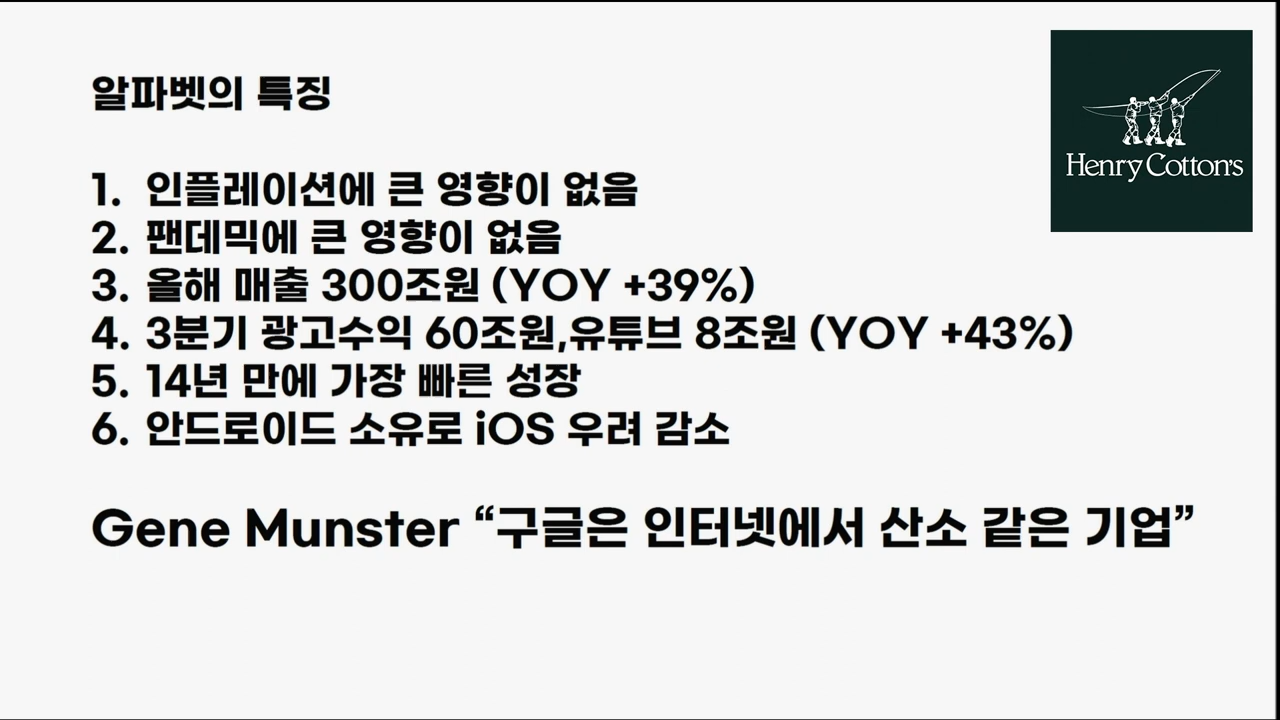 알파벳의 특징
Henry Cotton's
1. 인플레이션에 큰 영향이 없음
2. 팬데믹에 큰 영향이 없음
3. 올해 매출 300조원 (YOY +39%)
4. 3분기 광고수익 60조원,유튜브 8조원 (YOY +43%)
5. 14년 만에 가장 빠른 성장
6. 안드로이드 소유로 iOS 우려 감소
Gene Munster “구글은 인터넷에서 산소 같은 기업”